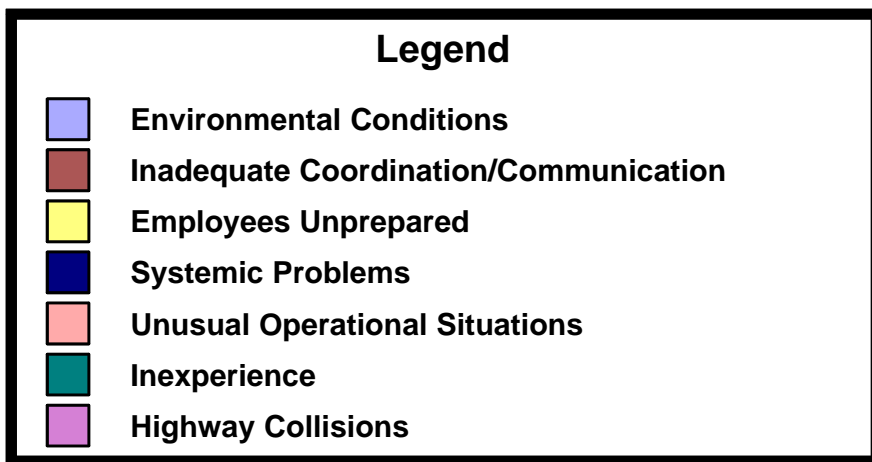 Legend
Environmental Conditions
Inadequate Coordination/Communication
Employees Unprepared
Systemic Problems
Unusual Operational Situations
Inexperience
Highway Collisions